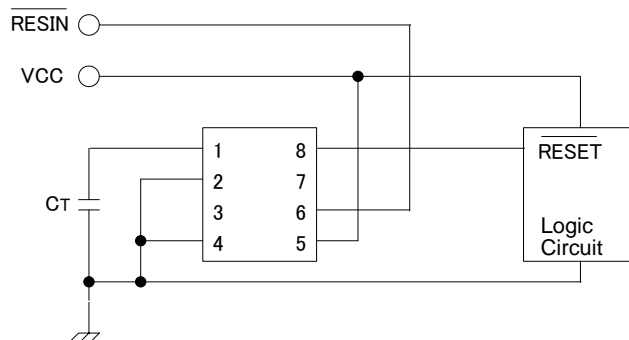 RESIN
VCC
1 8
RESET
2 7
CT
3 6
4 5
Logic
Circuit